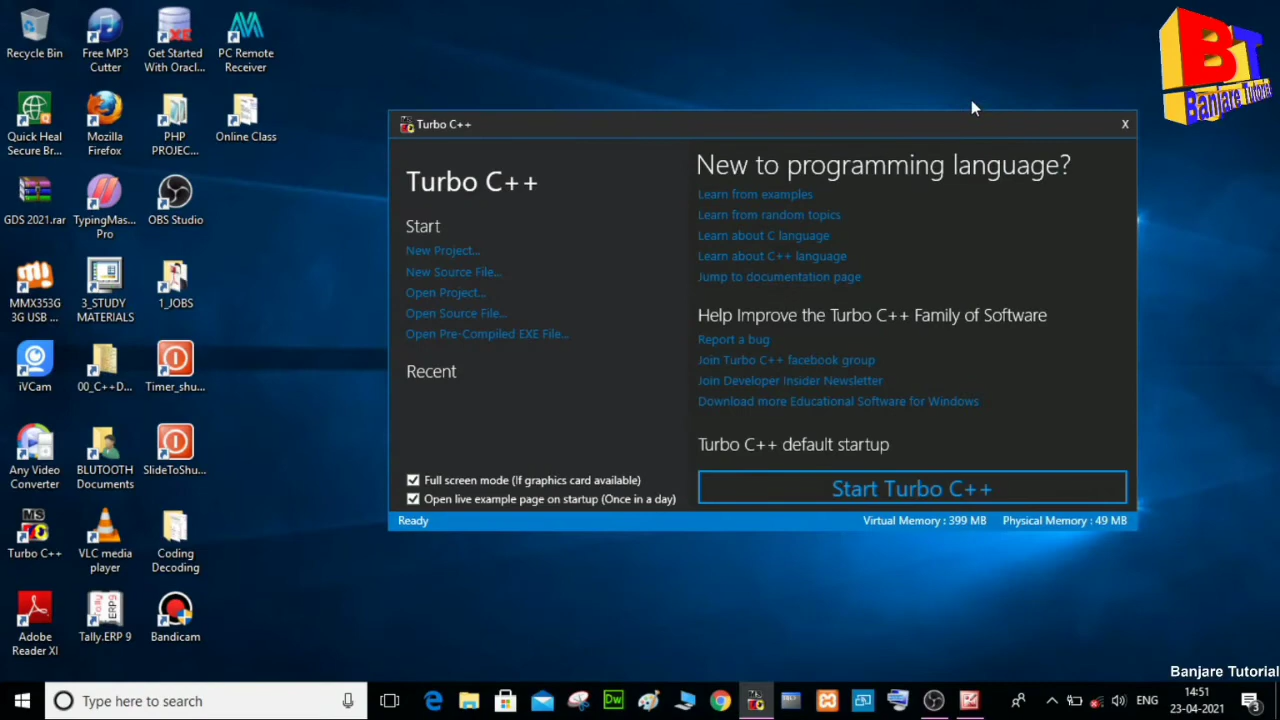 Recycle Bin
Free MP3
Cutter
Get Started
With Oracl...
PC Remote
Receiver
Quick Heal
Secure Br...
Mozilla
Firefox
PHP
PROJEC...
Online Class
GDS 2021.rar
TypingMas...
Pro
OBS Studio
MMX353G
3G USB ...
3_STUDY
MATERIALS
1_JOBS
iVCam
00_C++D...
Timer_shu...
Any Video
Converter
BLUTOOTH
Documents
SlideToShu...
Turbo C++
VLC media
player
Coding
Decoding
Adobe
Reader XI
Tally.ERP 9
Bandicam
BT
Banjare Tutorial
Turbo C++
X
Turbo C++
Start
New Project...
New Source File...
Open Project...
Open Source File...
Open Pre-Compiled EXE File...
Recent
Full screen mode (If graphics card available)
Open live example page on startup (Once in a day)
New to programming language?
Learn from examples
Learn from random topics
Learn about C language
Learn about C++ language
Jump to documentation page
Help Improve the Turbo C++ Family of Software
Report a bug
Join Turbo C++ facebook group
Join Developer Insider Newsletter
Download more Educational Software for Windows
Turbo C++ default startup
Start Turbo C++
Ready
Virtual Memory : 399 MB
Physical Memory : 49 MB
Banjare Tutorial
Type here to search
Dw
ENG
14:51
23-04-2021
3